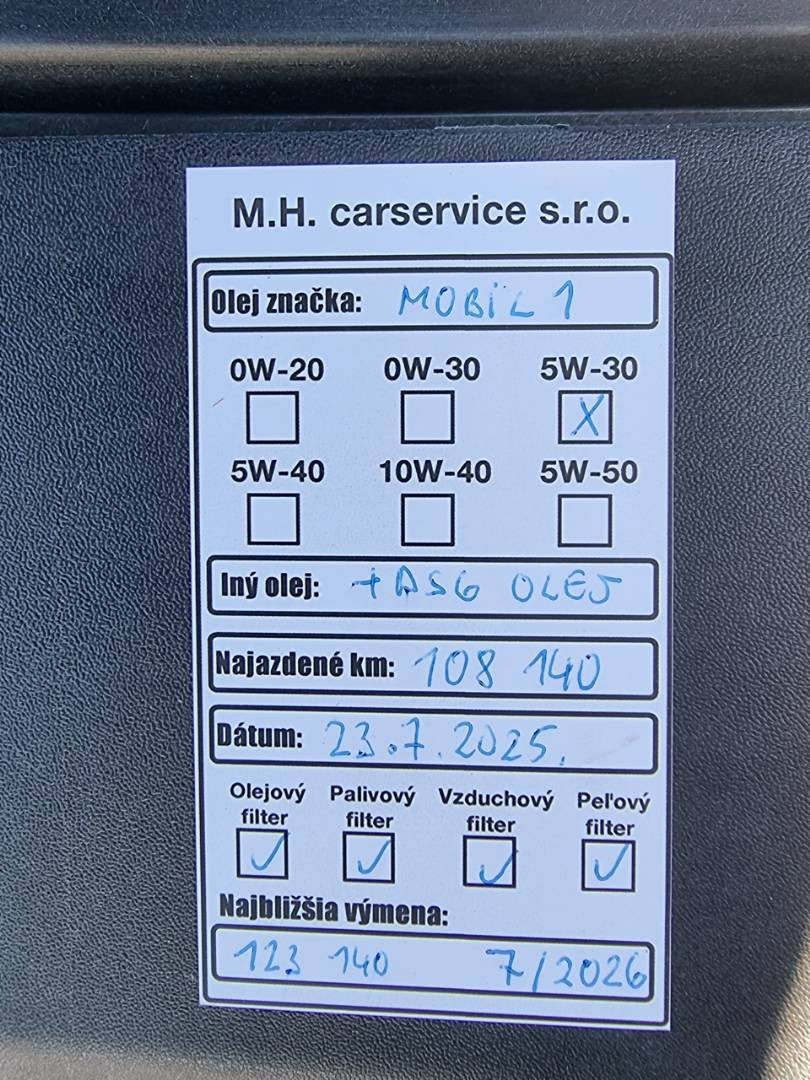 M.H. carservice s.r.o.
Olej značka: MOBIL 1
0W-20 0W-30 5W-30
X
5W-40 10W-40 5W-50
Iný olej: + DSG OLEJ
Najazdené km: 108 140
Dátum: 23.7.2025.
Olejový Palivový Vzduchový Peľový
filter filter filter filter
✓ ✓ ✓ ✓
Najbližšia výmena:
123 140 7/2026